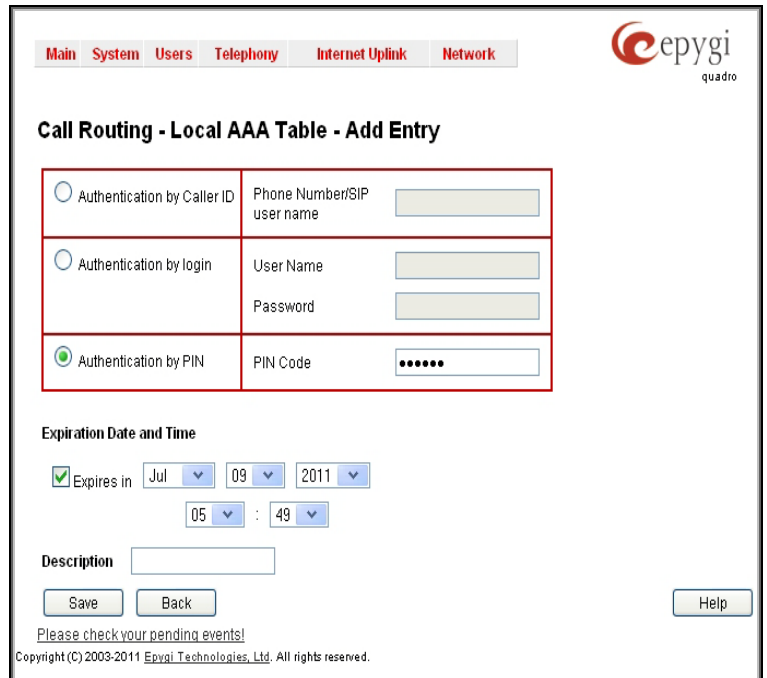 Main System Users Telephony Internet Uplink Network
epygi
quadro
Call Routing - Local AAA Table - Add Entry
Authentication by Caller ID
Phone Number/SIP
user name
Authentication by login
User Name
Password
Authentication by PIN
PIN Code
••••••
Expiration Date and Time
Expires in Jul 09 2011
05 : 49
Description
Save Back Help
Please check your pending events!
Copyright (C) 2003-2011 Epygi Technologies, Ltd. All rights reserved.